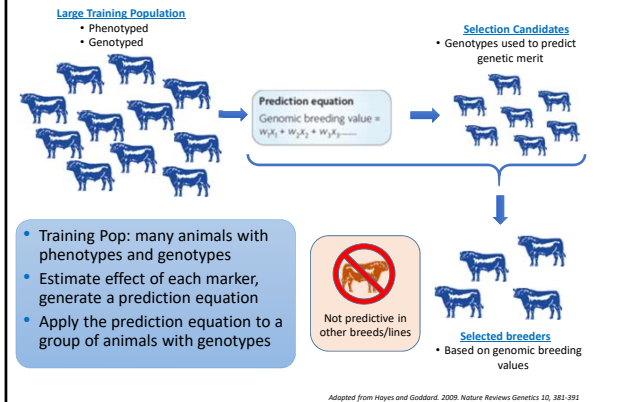 Large Training Population
• Phenotyped
• Genotyped
Selection Candidates
• Genotypes used to predict
genetic merit
Prediction equation
Genomic breeding value =
w₁x₁ + w₂x₂ + w₃x₃......
• Training Pop: many animals with
phenotypes and genotypes
• Estimate effect of each marker,
generate a prediction equation
• Apply the prediction equation to a
group of animals with genotypes
Not predictive in
other breeds/lines
Selected breeders
• Based on genomic breeding
values
Adapted from Hayes and Goddard. 2009. Nature Reviews Genetics 10, 381-391